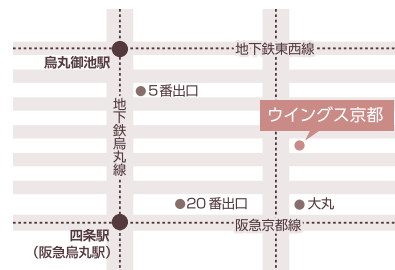 地下鉄東西線
烏丸御池駅
5番出口
地下鉄烏丸線
ウイングス京都
20番出口
大丸
阪急京都線
四条駅
(阪急烏丸駅)